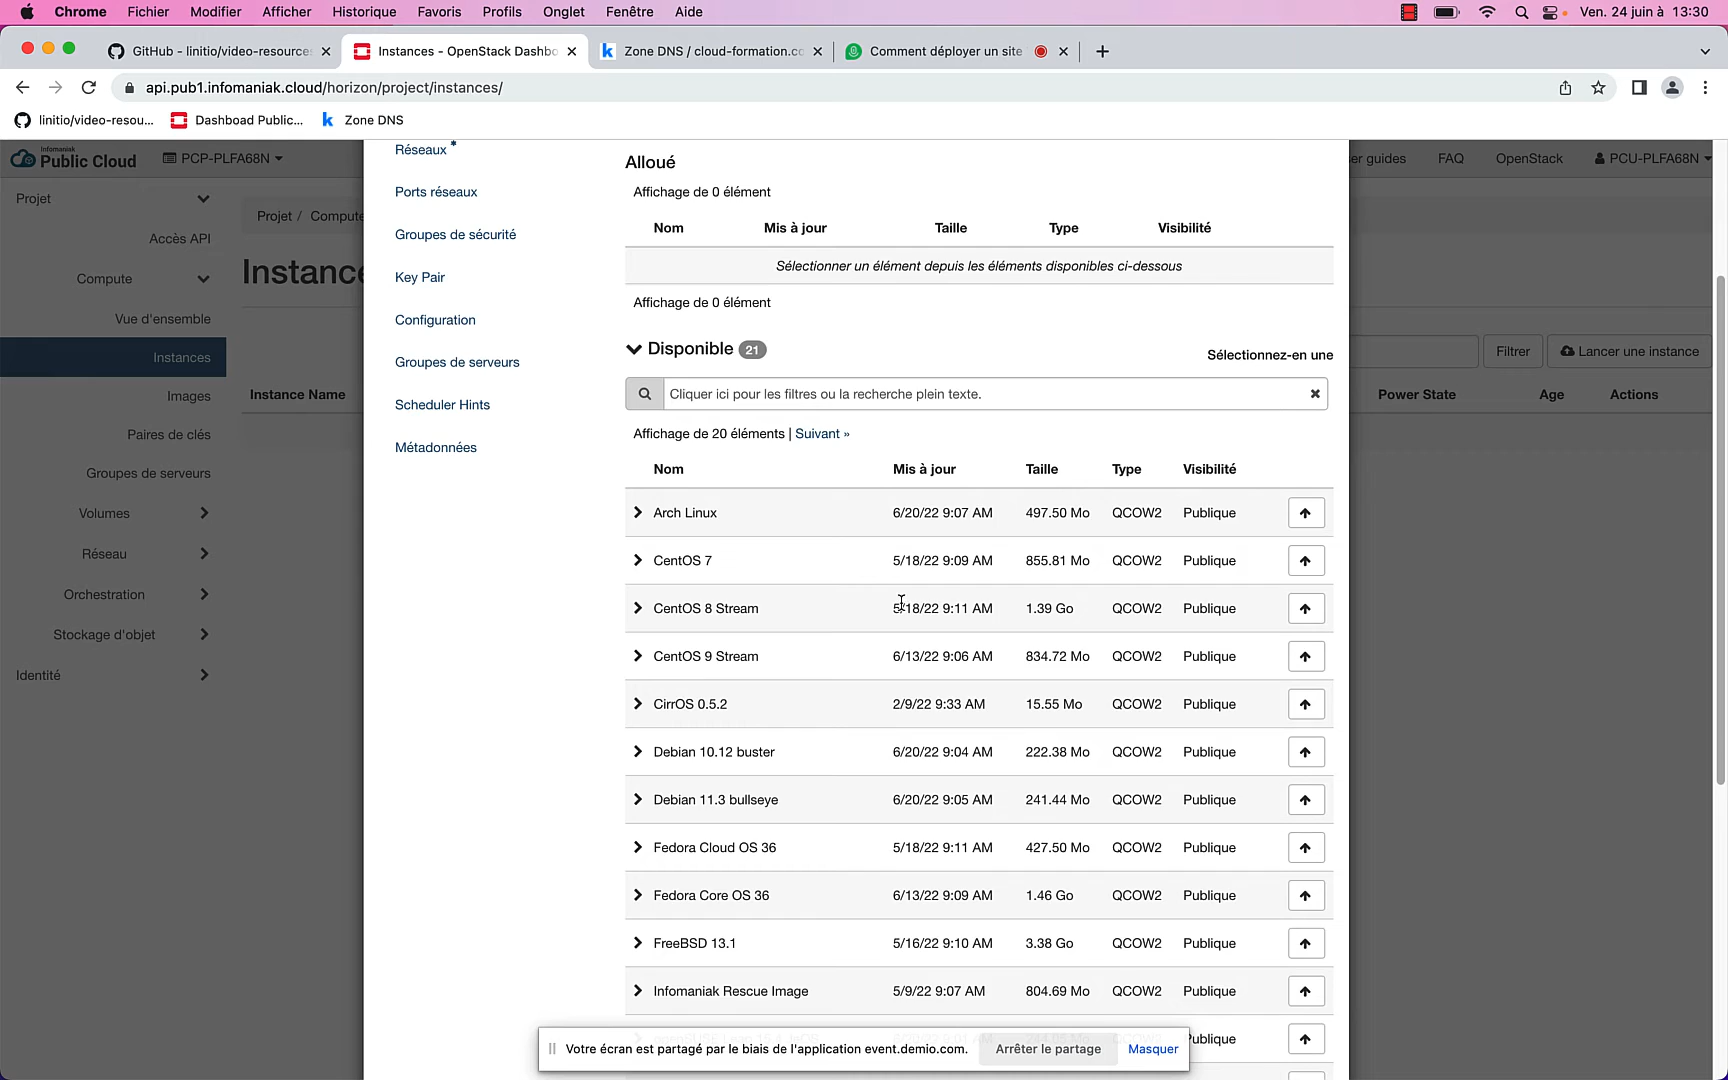 Chrome Fichier Modifier Afficher Historique Favoris Profils Onglet Fenêtre Aide Ven. 24 juin à 13:30
GitHub - linitio/video-resource Instances - OpenStack Dashbo Zone DNS / cloud-formation.co Comment déployer un site
api.pub1.infomaniak.cloud/horizon/project/instances/
linitio/video-resou... Dashboad Public... Zone DNS
Infomaniak
Public Cloud PCP-PLFA68N er guides FAQ OpenStack PCU-PLFA68N
Projet
Accès API
Compute
Vue d'ensemble
Instances
Images
Paires de clés
Groupes de serveurs
Volumes
Réseau
Orchestration
Stockage d'objet
Identité
Projet / Compute
Instance
Filtrer Lancer une instance
Instance Name Power State Age Actions
Réseaux *
Ports réseaux
Groupes de sécurité
Key Pair
Configuration
Groupes de serveurs
Scheduler Hints
Métadonnées
Alloué
Affichage de 0 élément
Nom Mis à jour Taille Type Visibilité
Sélectionner un élément depuis les éléments disponibles ci-dessous
Affichage de 0 élément
Disponible 21 Sélectionnez-en une
Cliquer ici pour les filtres ou la recherche plein texte.
Affichage de 20 éléments | Suivant »
Nom Mis à jour Taille Type Visibilité
Arch Linux 6/20/22 9:07 AM 497.50 Mo QCOW2 Publique
CentOS 7 5/18/22 9:09 AM 855.81 Mo QCOW2 Publique
CentOS 8 Stream 5/18/22 9:11 AM 1.39 Go QCOW2 Publique
CentOS 9 Stream 6/13/22 9:06 AM 834.72 Mo QCOW2 Publique
CirrOS 0.5.2 2/9/22 9:33 AM 15.55 Mo QCOW2 Publique
Debian 10.12 buster 6/20/22 9:04 AM 222.38 Mo QCOW2 Publique
Debian 11.3 bullseye 6/20/22 9:05 AM 241.44 Mo QCOW2 Publique
Fedora Cloud OS 36 5/18/22 9:11 AM 427.50 Mo QCOW2 Publique
Fedora Core OS 36 6/13/22 9:09 AM 1.46 Go QCOW2 Publique
FreeBSD 13.1 5/16/22 9:10 AM 3.38 Go QCOW2 Publique
Infomaniak Rescue Image 5/9/22 9:07 AM 804.69 Mo QCOW2 Publique
ublique
Votre écran est partagé par le biais de l'application event.demio.com. Arrêter le partage Masquer